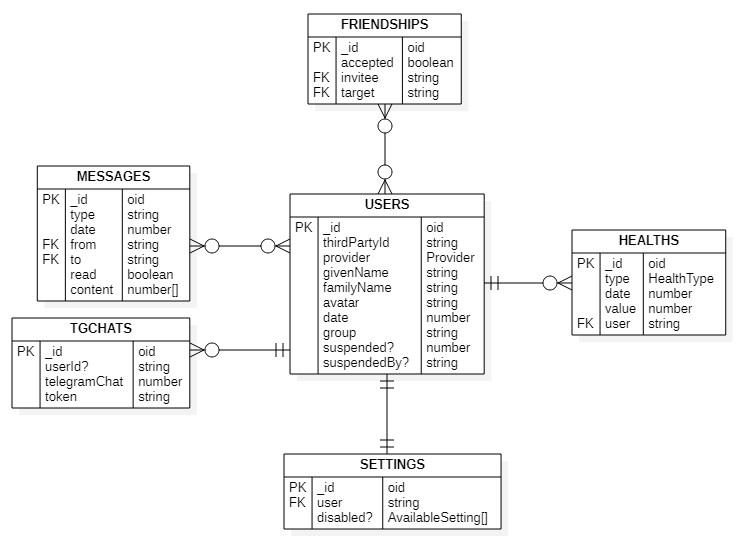 FRIENDSHIPS
PK _id oid
accepted boolean
FK invitee string
FK target string
MESSAGES
PK _id oid
type string
date number
FK from string
FK to string
read boolean
content number[]
USERS
PK _id oid
thirdPartyId string
provider Provider
givenName string
familyName string
avatar string
date number
group string
suspended? number
suspendedBy? string
HEALTHS
PK _id oid
type HealthType
date number
value number
FK user string
TGCHATS
PK _id oid
userId? string
telegramChat number
token string
SETTINGS
PK _id oid
FK user string
disabled? AvailableSetting[]